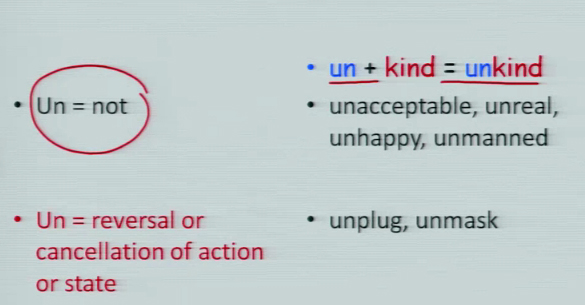 • Un = not
• un + kind = unkind
• unacceptable, unreal,
unhappy, unmanned
• Un = reversal or
cancellation of action
or state
• unplug, unmask